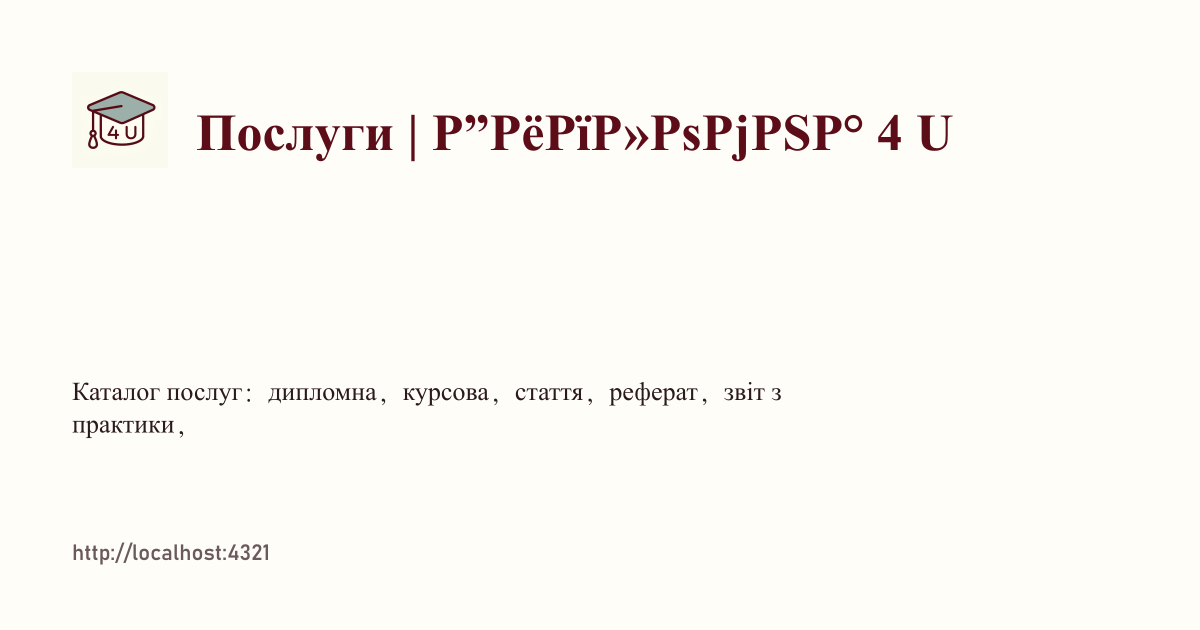 4 U
Послуги | Р”РёРїР»РѕРјРЅР° 4 U
Каталог послуг: дипломна, курсова, стаття, реферат, звіт з
практики,
http://localhost:4321